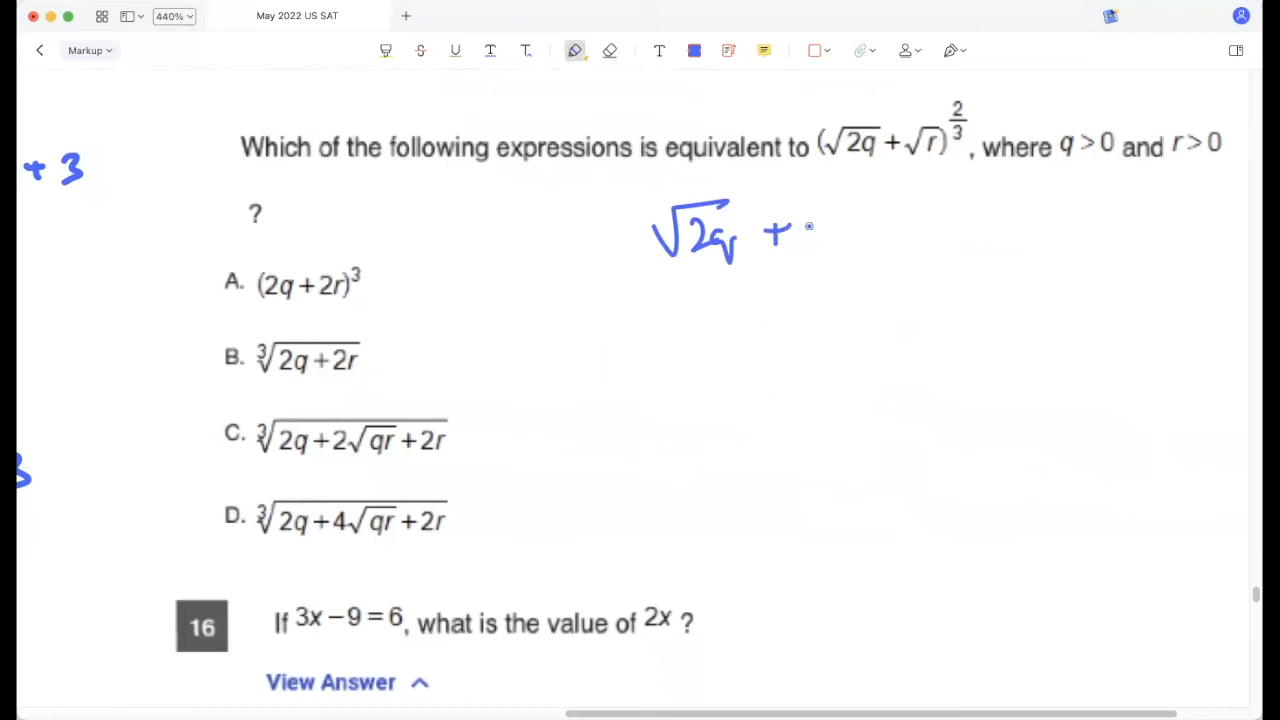 440%
May 2022 US SAT
+
Markup
Which of the following expressions is equivalent to (√2q + √r)^(2/3), where q > 0 and r > 0
?
+ 3
√2q +
A. (2q + 2r)³
B. ∛(2q + 2r)
C. ∛(2q + 2√qr + 2r)
3
D. ∛(2q + 4√qr + 2r)
16 If 3x − 9 = 6, what is the value of 2x ?
View Answer